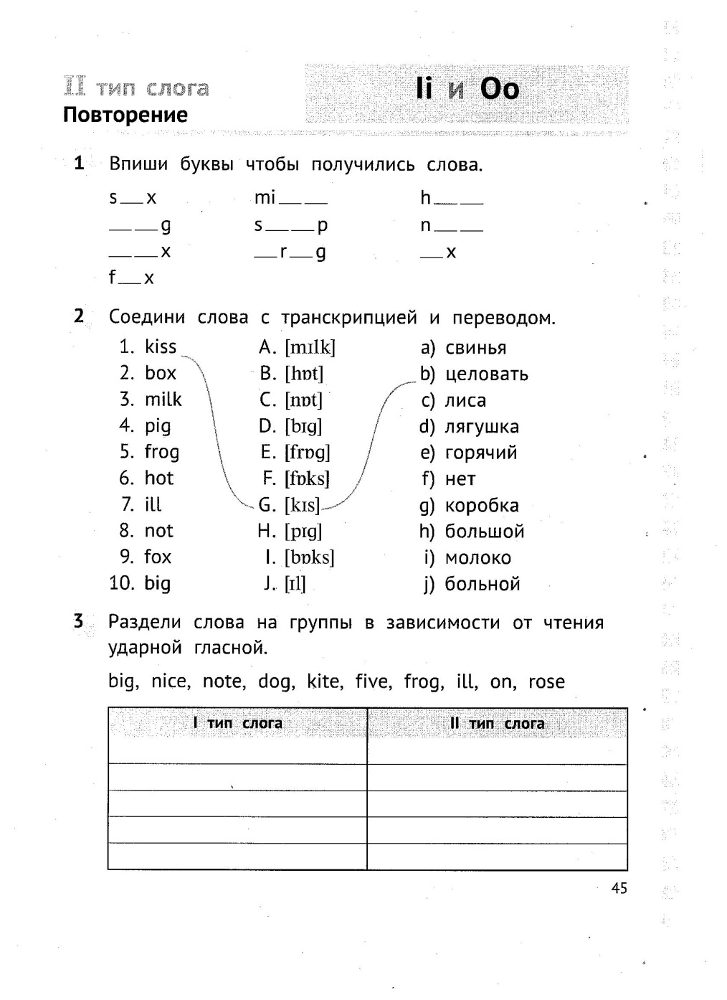 II тип слога
Ii и Oo
Повторение
1 Впиши буквы чтобы получились слова.
s__x mi__ __ h__ __
__ __g s__ __p n__ __
__ __x __r__g __x
f__x
2 Соедини слова с транскрипцией и переводом.
1. kiss A. [mɪlk] a) свинья
2. box B. [hɒt] b) целовать
3. milk C. [nɒt] c) лиса
4. pig D. [bɪg] d) лягушка
5. frog E. [frɒg] e) горячий
6. hot F. [fɒks] f) нет
7. ill G. [kɪs] g) коробка
8. not H. [pɪg] h) большой
9. fox I. [bɒks] i) молоко
10. big J. [ɪl] j) больной
3 Раздели слова на группы в зависимости от чтения
ударной гласной.
big, nice, note, dog, kite, five, frog, ill, on, rose
I тип слога II тип слога
45